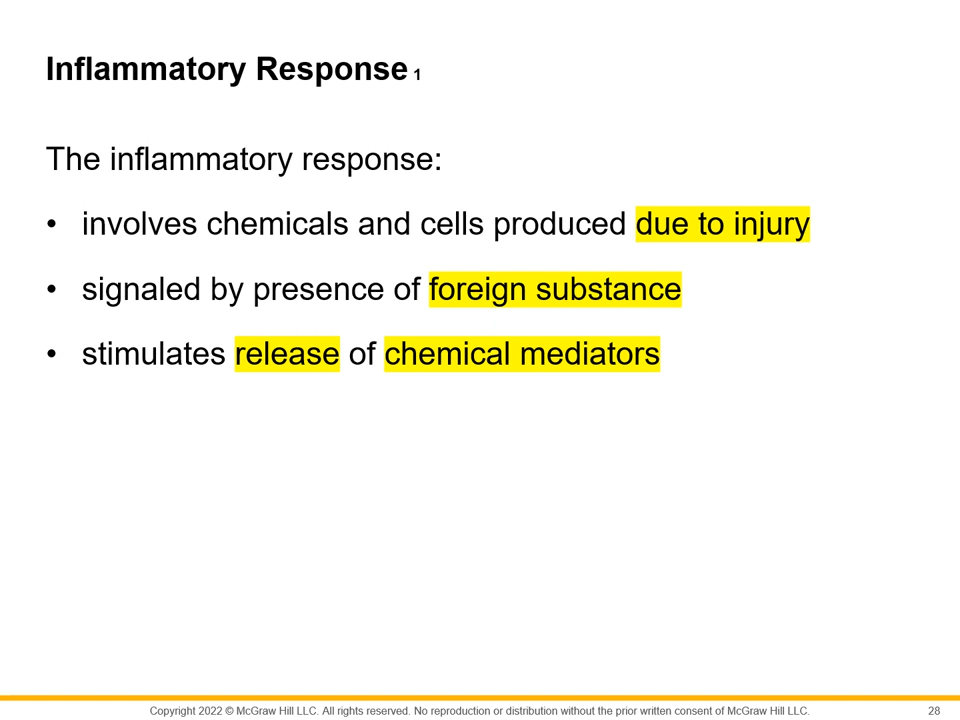 Inflammatory Response 1
The inflammatory response:
• involves chemicals and cells produced due to injury
• signaled by presence of foreign substance
• stimulates release of chemical mediators
Copyright 2022 © McGraw Hill LLC. All rights reserved. No reproduction or distribution without the prior written consent of McGraw Hill LLC. 28